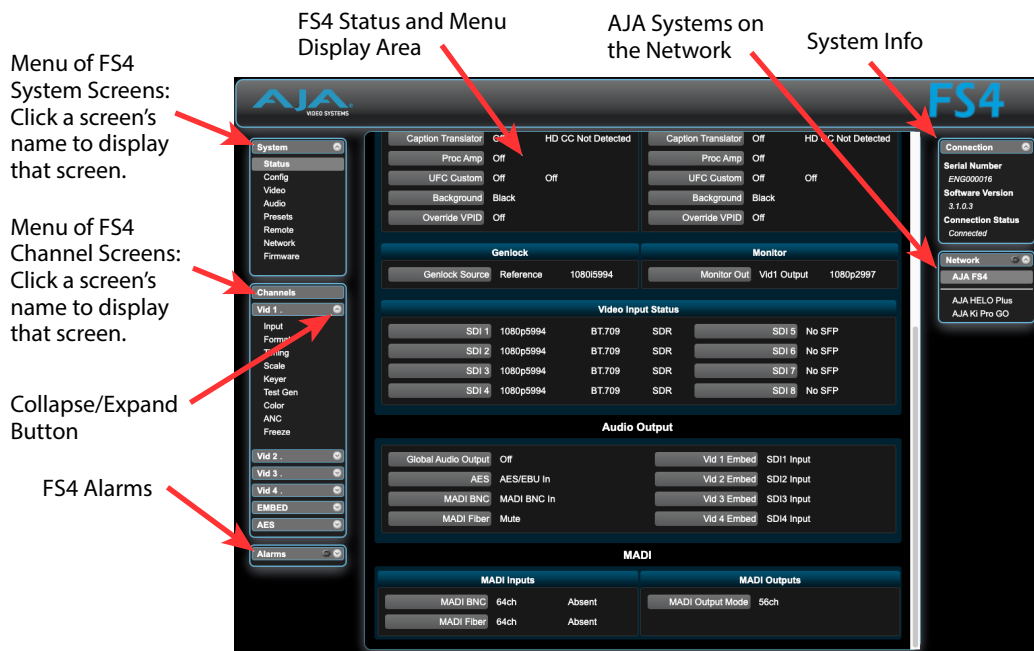 FS4 Status and Menu
Display Area
AJA Systems on
the Network
System Info
Menu of FS4
System Screens:
Click a screen's
name to display
that screen.
Menu of FS4
Channel Screens:
Click a screen's
name to display
that screen.
Collapse/Expand
Button
FS4 Alarms
AJA
VIDEO SYSTEMS
FS4
System
Status
Config
Video
Audio
Presets
Remote
Network
Firmware
Channels
Vid 1 .
Input
Format
Timing
Scale
Keyer
Test Gen
Color
ANC
Freeze
Vid 2 .
Vid 3 .
Vid 4 .
EMBED
AES
Alarms
Caption Translator Off HD CC Not Detected
Proc Amp Off
UFC Custom Off Off
Background Black
Override VPID Off
Caption Translator Off HD CC Not Detected
Proc Amp Off
UFC Custom Off Off
Background Black
Override VPID Off
Genlock
Genlock Source Reference 1080i5994
Monitor
Monitor Out Vid1 Output 1080p2997
Video Input Status
SDI 1 1080p5994 BT.709 SDR SDI 5 No SFP
SDI 2 1080p5994 BT.709 SDR SDI 6 No SFP
SDI 3 1080p5994 BT.709 SDR SDI 7 No SFP
SDI 4 1080p5994 BT.709 SDR SDI 8 No SFP
Audio Output
Global Audio Output Off Vid 1 Embed SDI1 Input
AES AES/EBU In Vid 2 Embed SDI2 Input
MADI BNC MADI BNC In Vid 3 Embed SDI3 Input
MADI Fiber Mute Vid 4 Embed SDI4 Input
MADI
MADI Inputs
MADI BNC 64ch Absent
MADI Fiber 64ch Absent
MADI Outputs
MADI Output Mode 56ch
Connection
Serial Number
ENG000016
Software Version
3.1.0.3
Connection Status
Connected
Network
AJA FS4
AJA HELO Plus
AJA Ki Pro GO